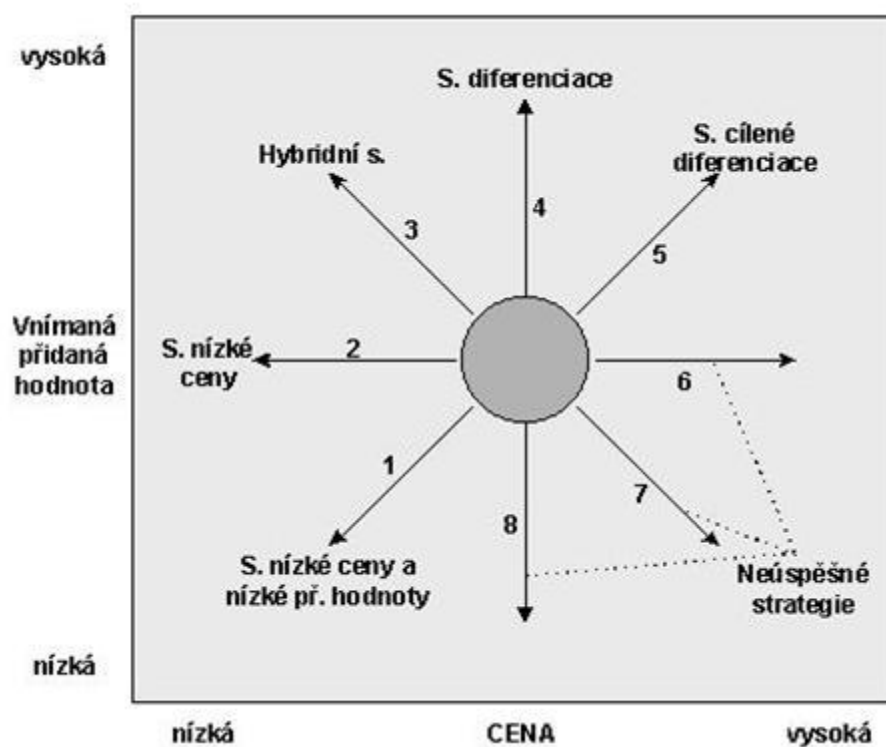 vysoká
S. diferenciace
S. cílené
diferenciace
Hybridní s.
4
3
5
Vnímaná
přidaná
hodnota
S. nízké
ceny
2
6
1
7
8
S. nízké ceny a
nízké př. hodnoty
Neúspěšné
strategie
nízká
nízká
CENA
vysoká